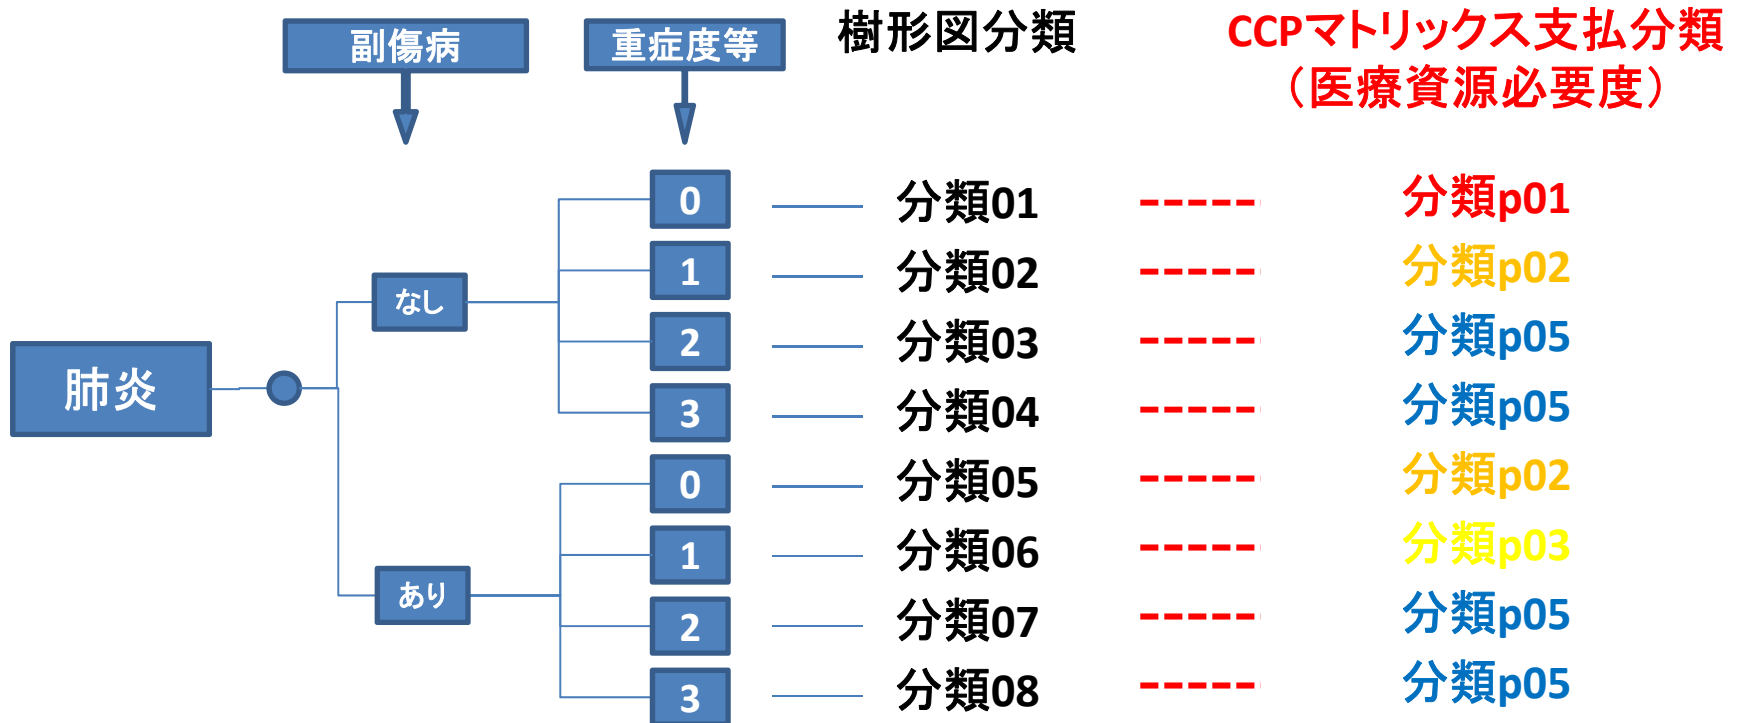 副傷病
重症度等
樹形図分類
CCPマトリックス支払分類
（医療資源必要度）
肺炎
なし
あり
0 分類01 分類p01
1 分類02 分類p02
2 分類03 分類p05
3 分類04 分類p05
0 分類05 分類p02
1 分類06 分類p03
2 分類07 分類p05
3 分類08 分類p05